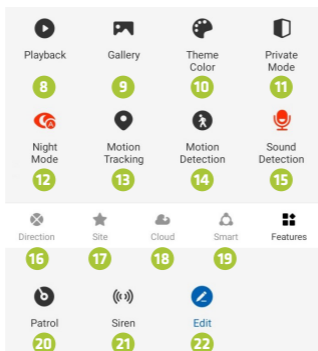 Playback Gallery Theme Color Private Mode
8 9 10 11
Night Mode Motion Tracking Motion Detection Sound Detection
12 13 14 15
Direction Site Cloud Smart Features
16 17 18 19
Patrol Siren Edit
20 21 22